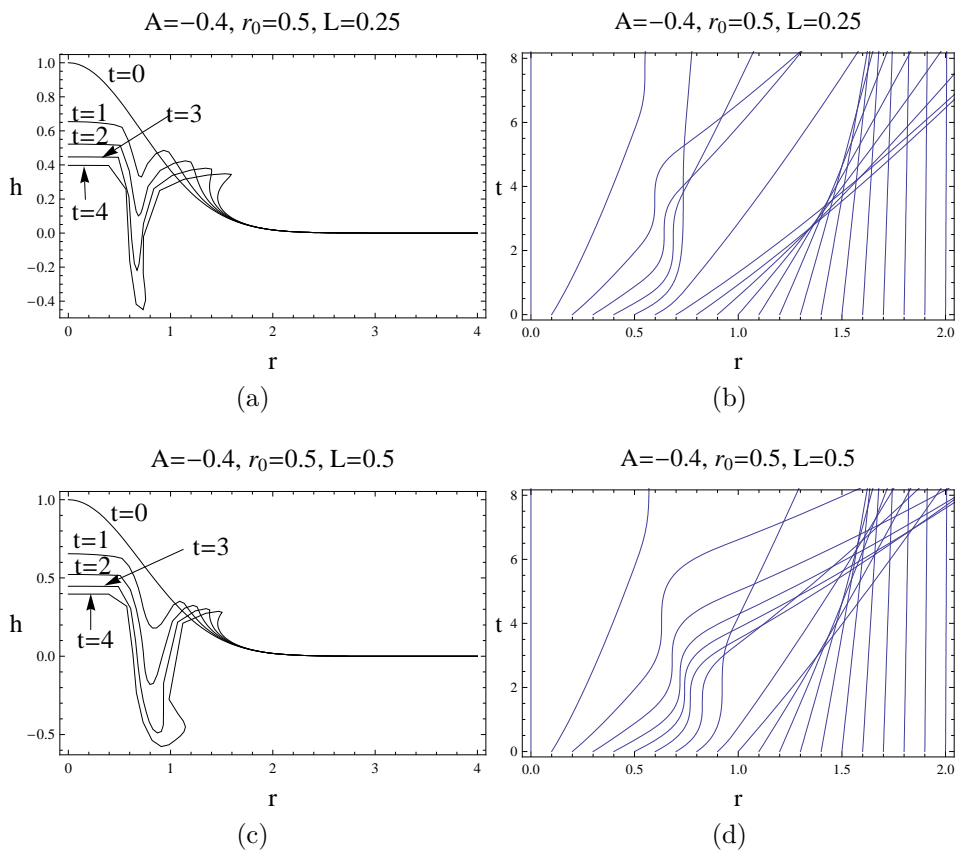 A=−0.4, r0=0.5, L=0.25
1.0
0.8
0.6
0.4
0.2
0.0
−0.2
−0.4
h
t=0
t=1
t=2
t=3
t=4
0
1
2
3
4
r
(a)
A=−0.4, r0=0.5, L=0.25
8
6
4
2
0
t
0.0
0.5
1.0
1.5
2.0
r
(b)
A=−0.4, r0=0.5, L=0.5
1.0
0.5
0.0
−0.5
h
t=0
t=1
t=2
t=3
t=4
0
1
2
3
4
r
(c)
A=−0.4, r0=0.5, L=0.5
8
6
4
2
0
t
0.0
0.5
1.0
1.5
2.0
r
(d)